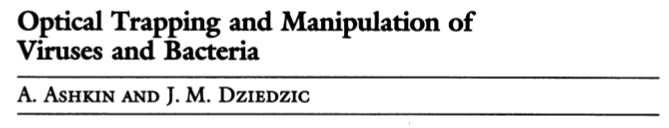 Optical Trapping and Manipulation of
Viruses and Bacteria
A. ASHKIN AND J. M. DZIEDZIC